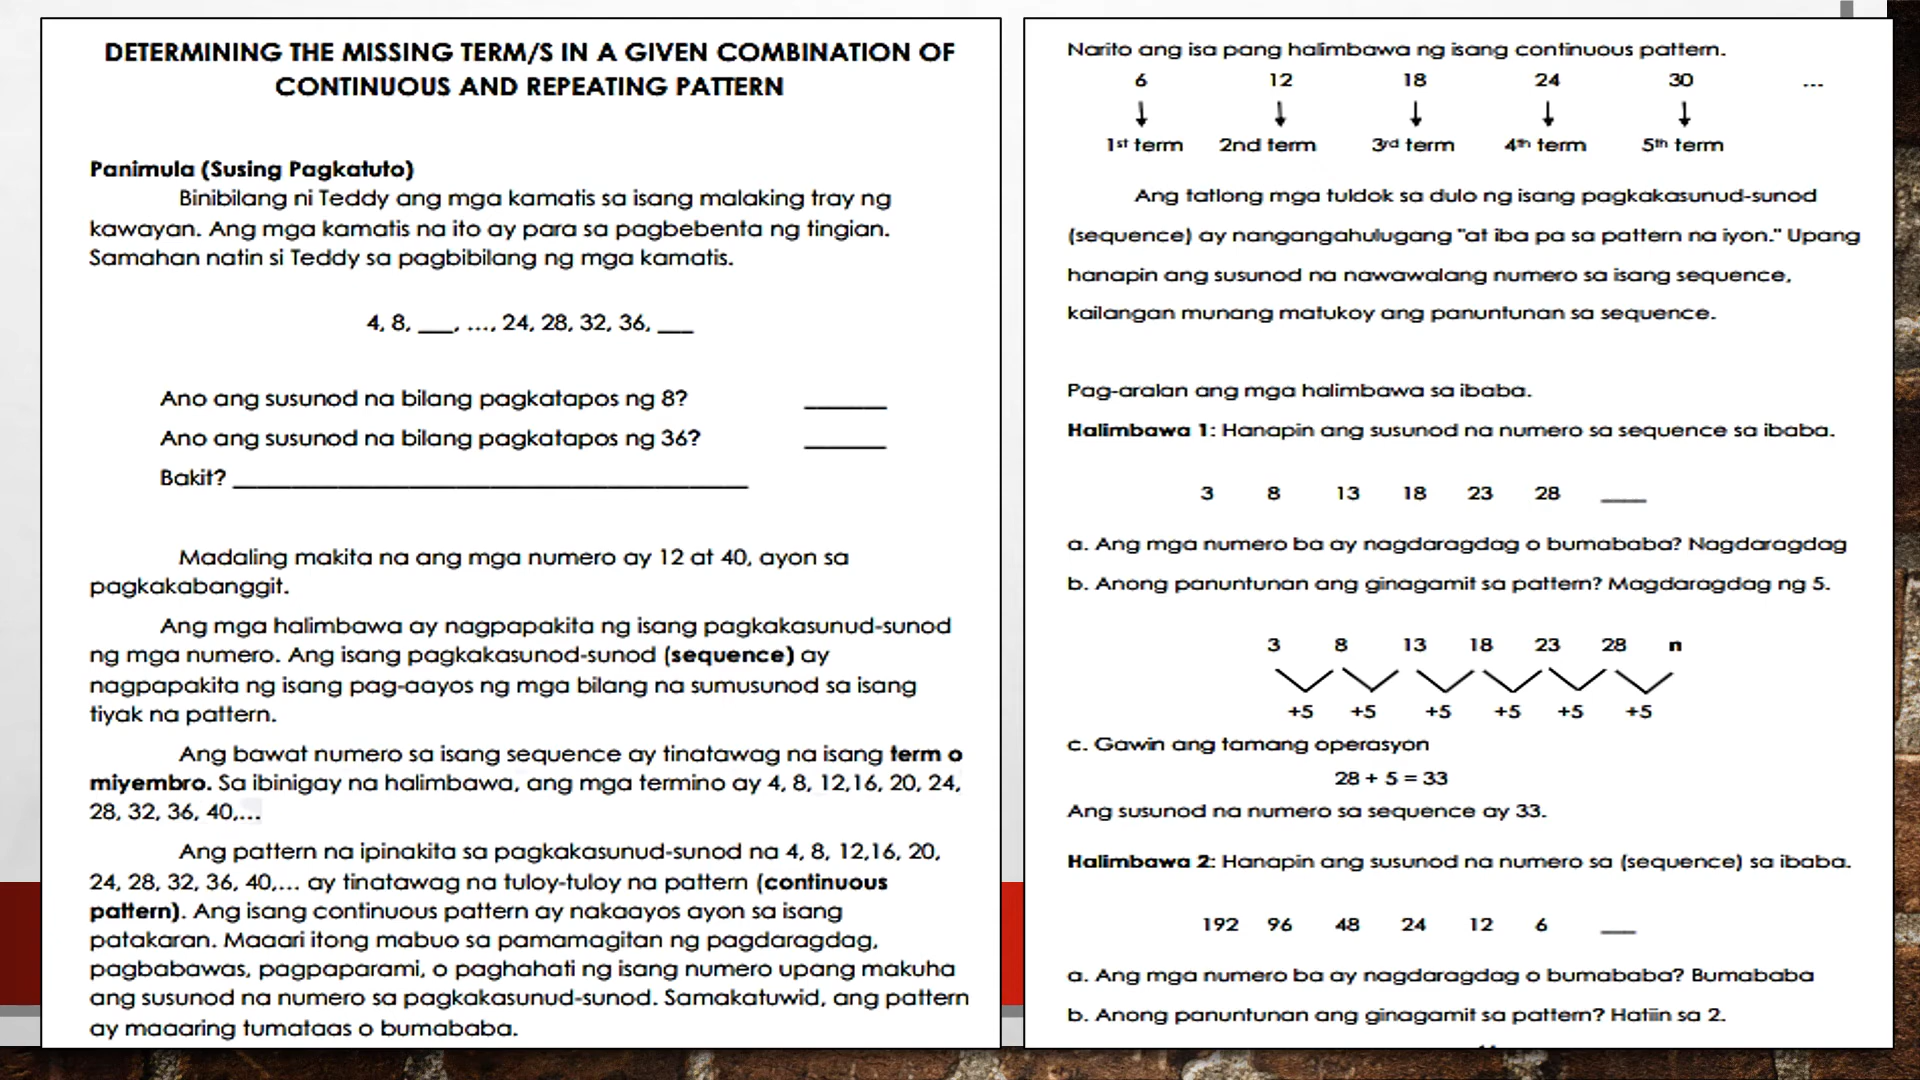 DETERMINING THE MISSING TERM/S IN A GIVEN COMBINATION OF
CONTINUOUS AND REPEATING PATTERN
Panimula (Susing Pagkatuto)
Binibilang ni Teddy ang mga kamatis sa isang malaking tray ng
kawayan. Ang mga kamatis na ito ay para sa pagbebenta ng tingian.
Samahan natin si Teddy sa pagbibilang ng mga kamatis.
4, 8, ___, ..., 24, 28, 32, 36, ___
Ano ang susunod na bilang pagkatapos ng 8? _______
Ano ang susunod na bilang pagkatapos ng 36? _______
Bakit? ____________________________________________
Madaling makita na ang mga numero ay 12 at 40, ayon sa
pagkakabanggit.
Ang mga halimbawa ay nagpapakita ng isang pagkakasunud-sunod
ng mga numero. Ang isang pagkakasunod-sunod (sequence) ay
nagpapakita ng isang pag-aayos ng mga bilang na sumusunod sa isang
tiyak na pattern.
Ang bawat numero sa isang sequence ay tinatawag na isang term o
miyembro. Sa ibinigay na halimbawa, ang mga termino ay 4, 8, 12,16, 20, 24,
28, 32, 36, 40,...
Ang pattern na ipinakita sa pagkakasunud-sunod na 4, 8, 12,16, 20,
24, 28, 32, 36, 40,... ay tinatawag na tuloy-tuloy na pattern (continuous
pattern). Ang isang continuous pattern ay nakaayos ayon sa isang
patakaran. Maaari itong mabuo sa pamamagitan ng pagdaragdag,
pagbabawas, pagpaparami, o paghahati ng isang numero upang makuha
ang susunod na numero sa pagkakasunud-sunod. Samakatuwid, ang pattern
ay maaaring tumataas o bumababa.
Narito ang isa pang halimbawa ng isang continuous pattern.
6 12 18 24 30 ...
1st term 2nd term 3rd term 4th term 5th term
Ang tatlong mga tuldok sa dulo ng isang pagkakasunud-sunod
(sequence) ay nangangahulugang "at iba pa sa pattern na iyon." Upang
hanapin ang susunod na nawawalang numero sa isang sequence,
kailangan munang matukoy ang panuntunan sa sequence.
Pag-aralan ang mga halimbawa sa ibaba.
Halimbawa 1: Hanapin ang susunod na numero sa sequence sa ibaba.
3 8 13 18 23 28 ____
a. Ang mga numero ba ay nagdaragdag o bumababa? Nagdaragdag
b. Anong panuntunan ang ginagamit sa pattern? Magdaragdag ng 5.
3 8 13 18 23 28 n
+5 +5 +5 +5 +5 +5
c. Gawin ang tamang operasyon
28 + 5 = 33
Ang susunod na numero sa sequence ay 33.
Halimbawa 2: Hanapin ang susunod na numero sa (sequence) sa ibaba.
192 96 48 24 12 6 ___
a. Ang mga numero ba ay nagdaragdag o bumababa? Bumababa
b. Anong panuntunan ang ginagamit sa pattern? Hatiin sa 2.